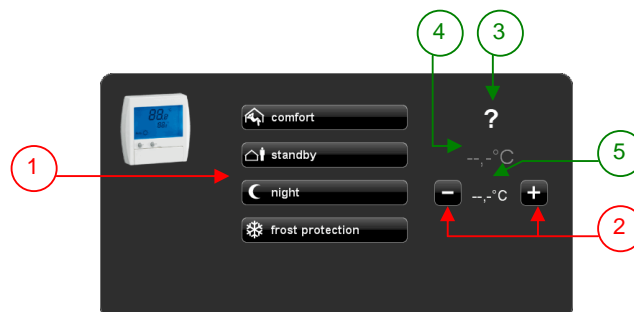 4 3
comfort ?
1 standby --,-°C 5
night − --,-°C +
frost protection 2